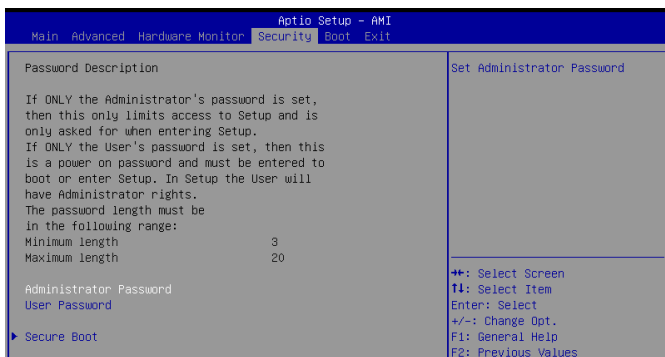 Aptio Setup - AMI
Main Advanced Hardware Monitor Security Boot Exit
Password Description
If ONLY the Administrator's password is set,
then this only limits access to Setup and is
only asked for when entering Setup.
If ONLY the User's password is set, then this
is a power on password and must be entered to
boot or enter Setup. In Setup the User will
have Administrator rights.
The password length must be
in the following range:
Minimum length 3
Maximum length 20
Administrator Password
User Password
Secure Boot
Set Administrator Password
→←: Select Screen
↑↓: Select Item
Enter: Select
+/-: Change Opt.
F1: General Help
F2: Previous Values